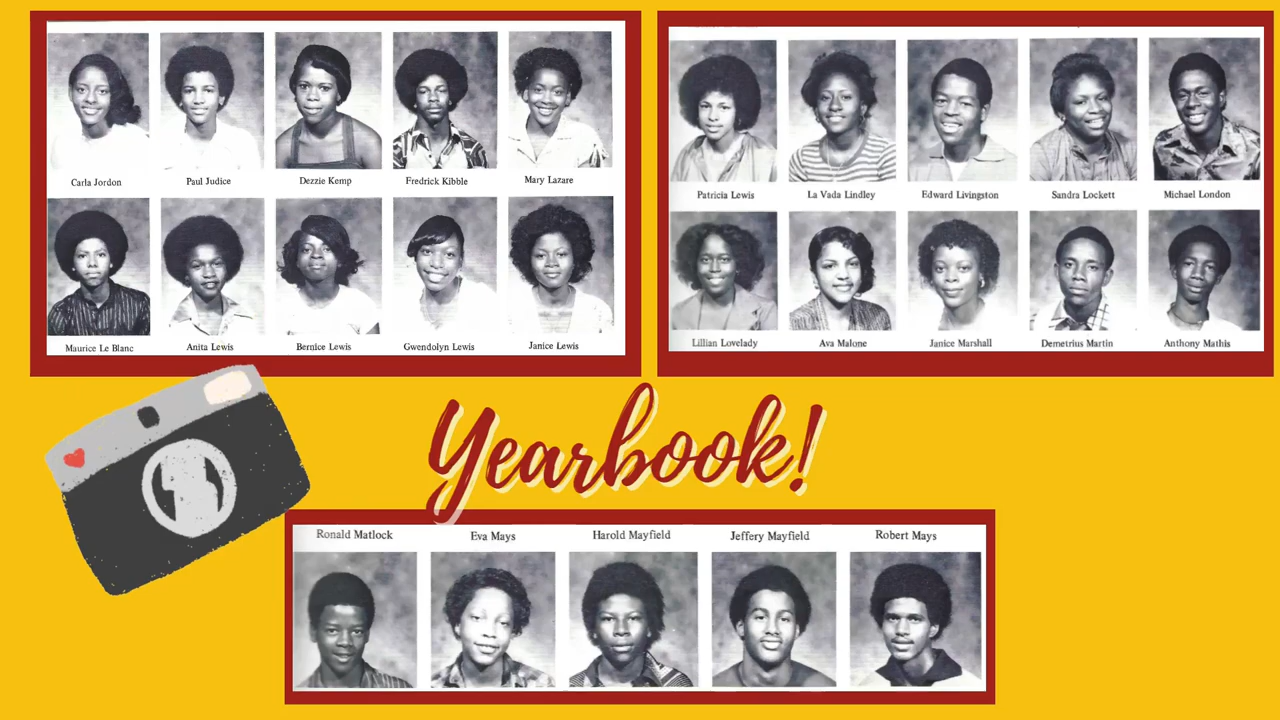 Carla Jordon Paul Judice Dezzie Kemp Fredrick Kibble Mary Lazare
Maurice Le Blanc Anita Lewis Bernice Lewis Gwendolyn Lewis Janice Lewis
Patricia Lewis La Vada Lindley Edward Livingston Sandra Lockett Michael London
Lillian Lovelady Ava Malone Janice Marshall Demetrius Martin Anthony Mathis
Yearbook!
Ronald Matlock Eva Mays Harold Mayfield Jeffery Mayfield Robert Mays